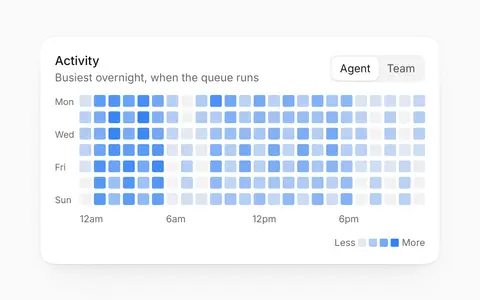 Activity
Busiest overnight, when the queue runs
Agent Team
Mon
Wed
Fri
Sun
12am 6am 12pm 6pm
Less More